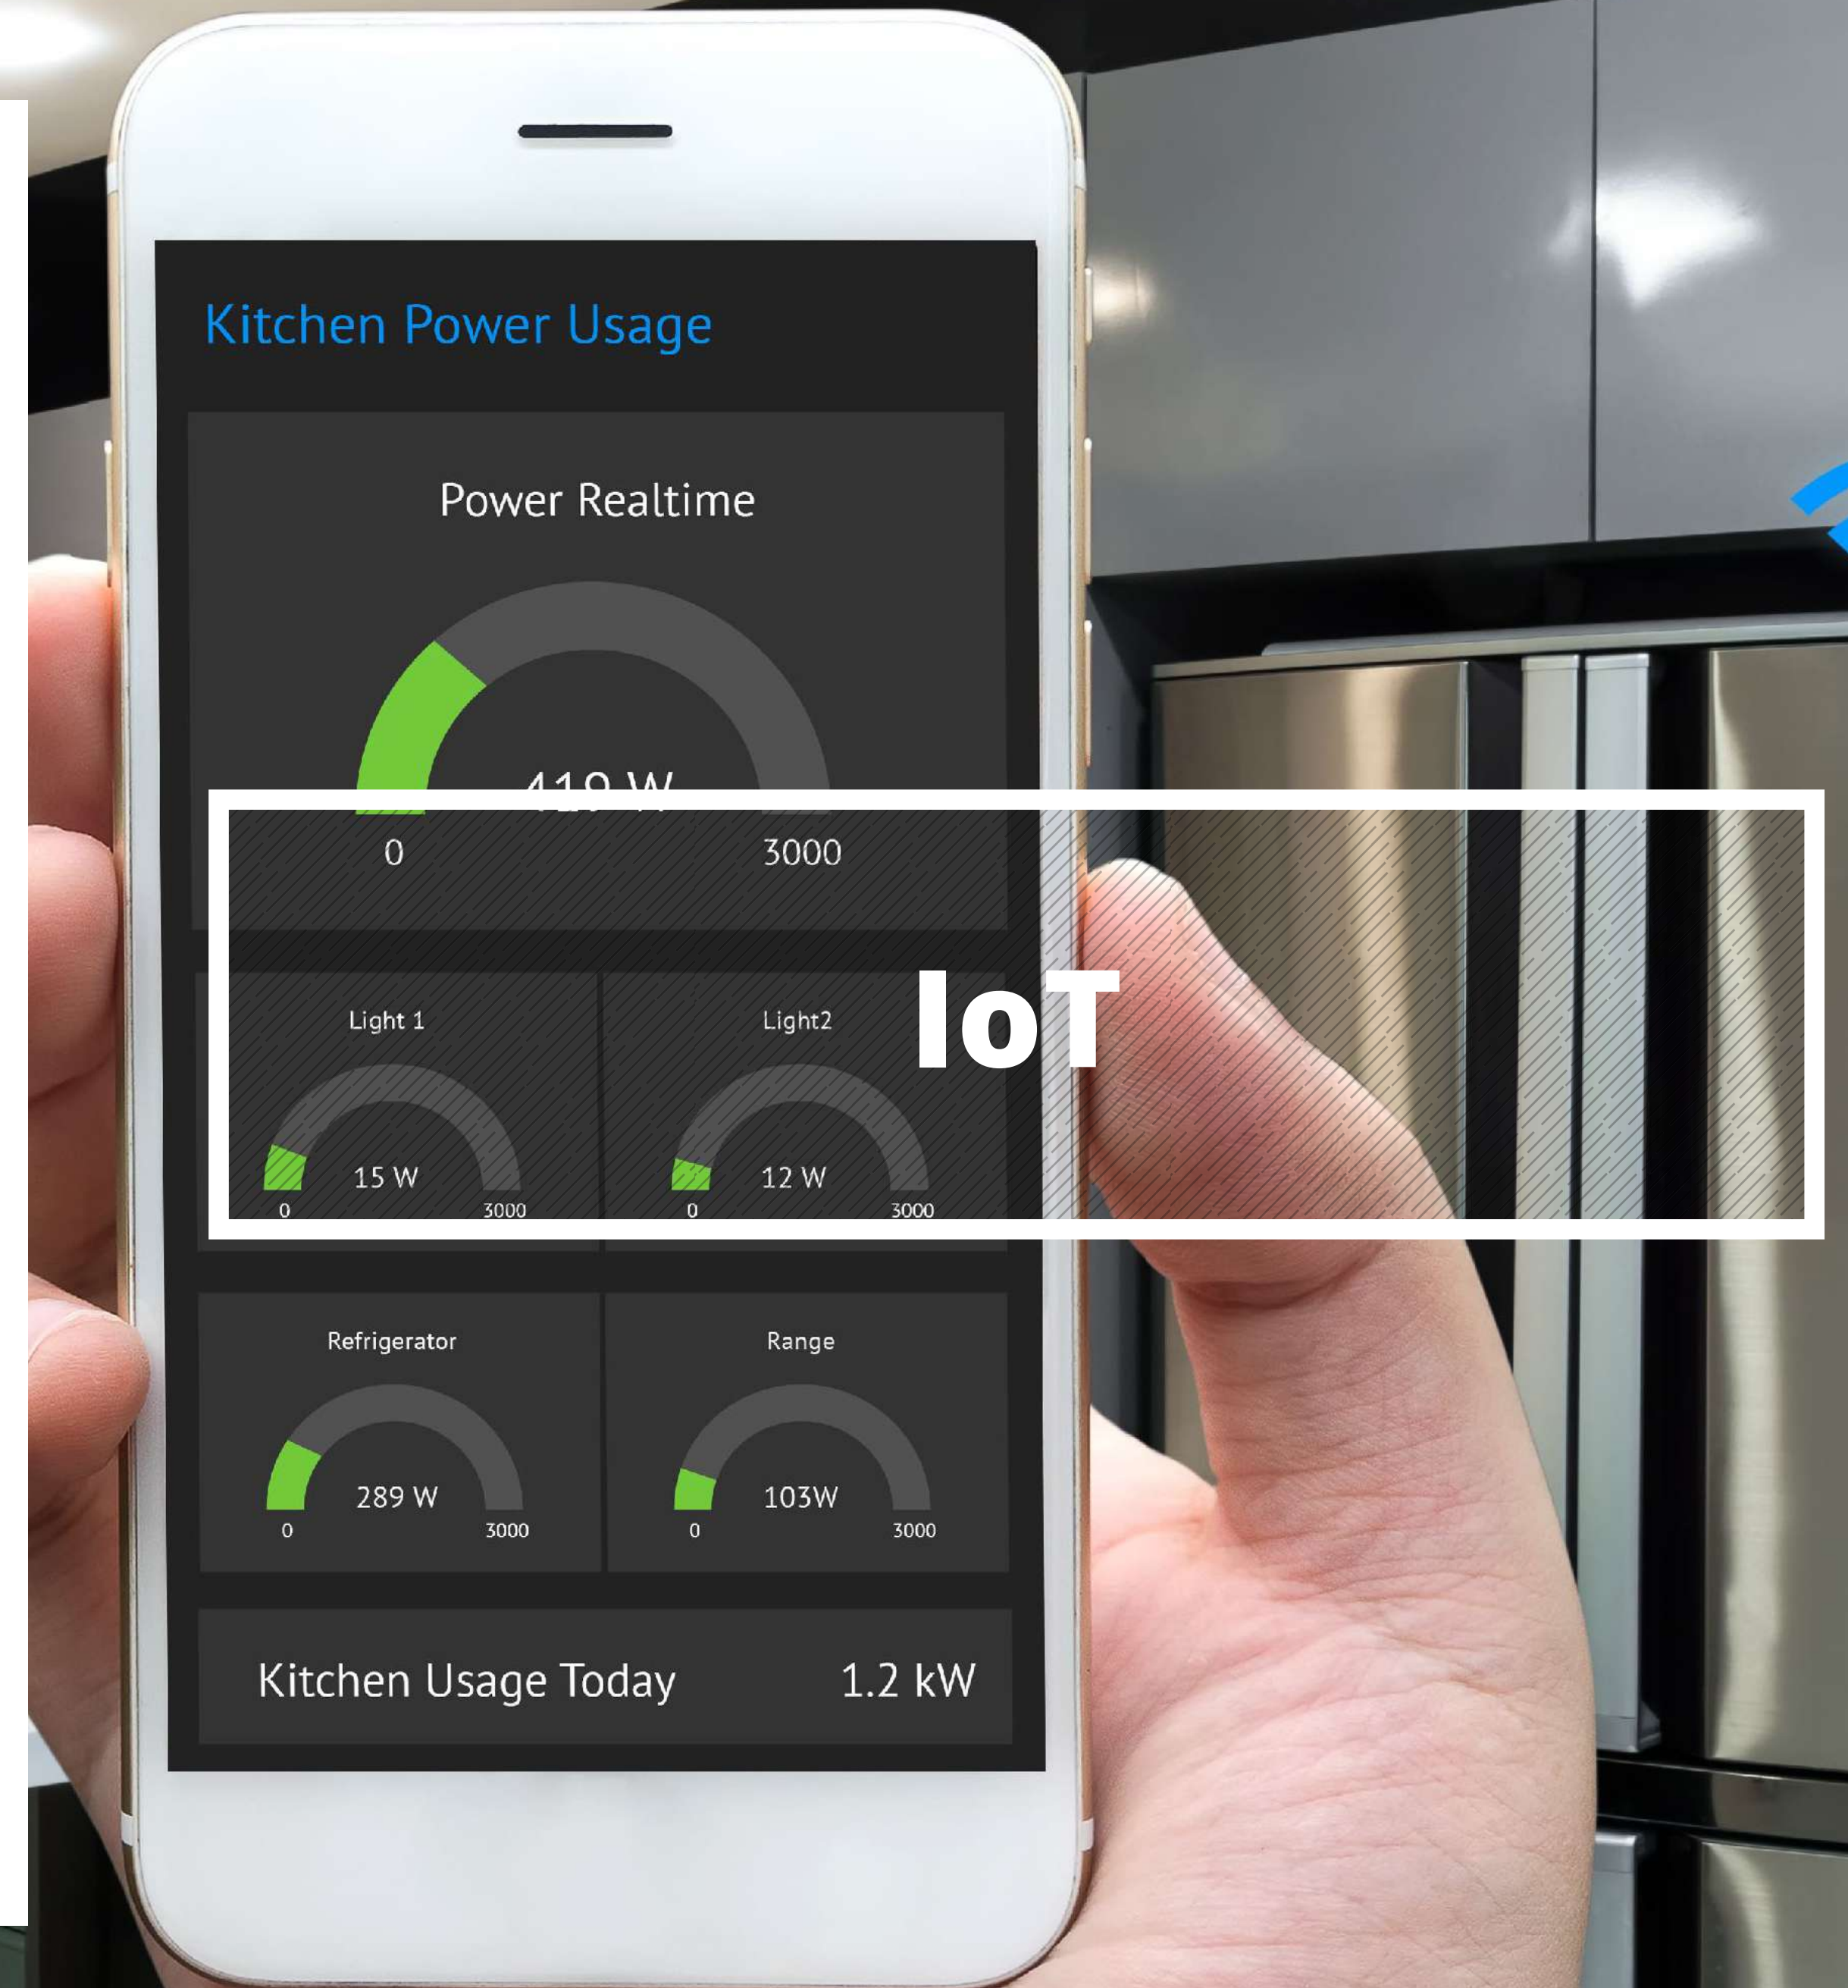 Kitchen Power Usage
Power Realtime
419 W
0 3000
IoT
Light 1 Light2
15 W 12 W
0 3000 0 3000
Refrigerator Range
289 W 103W
0 3000 0 3000
Kitchen Usage Today 1.2 kW